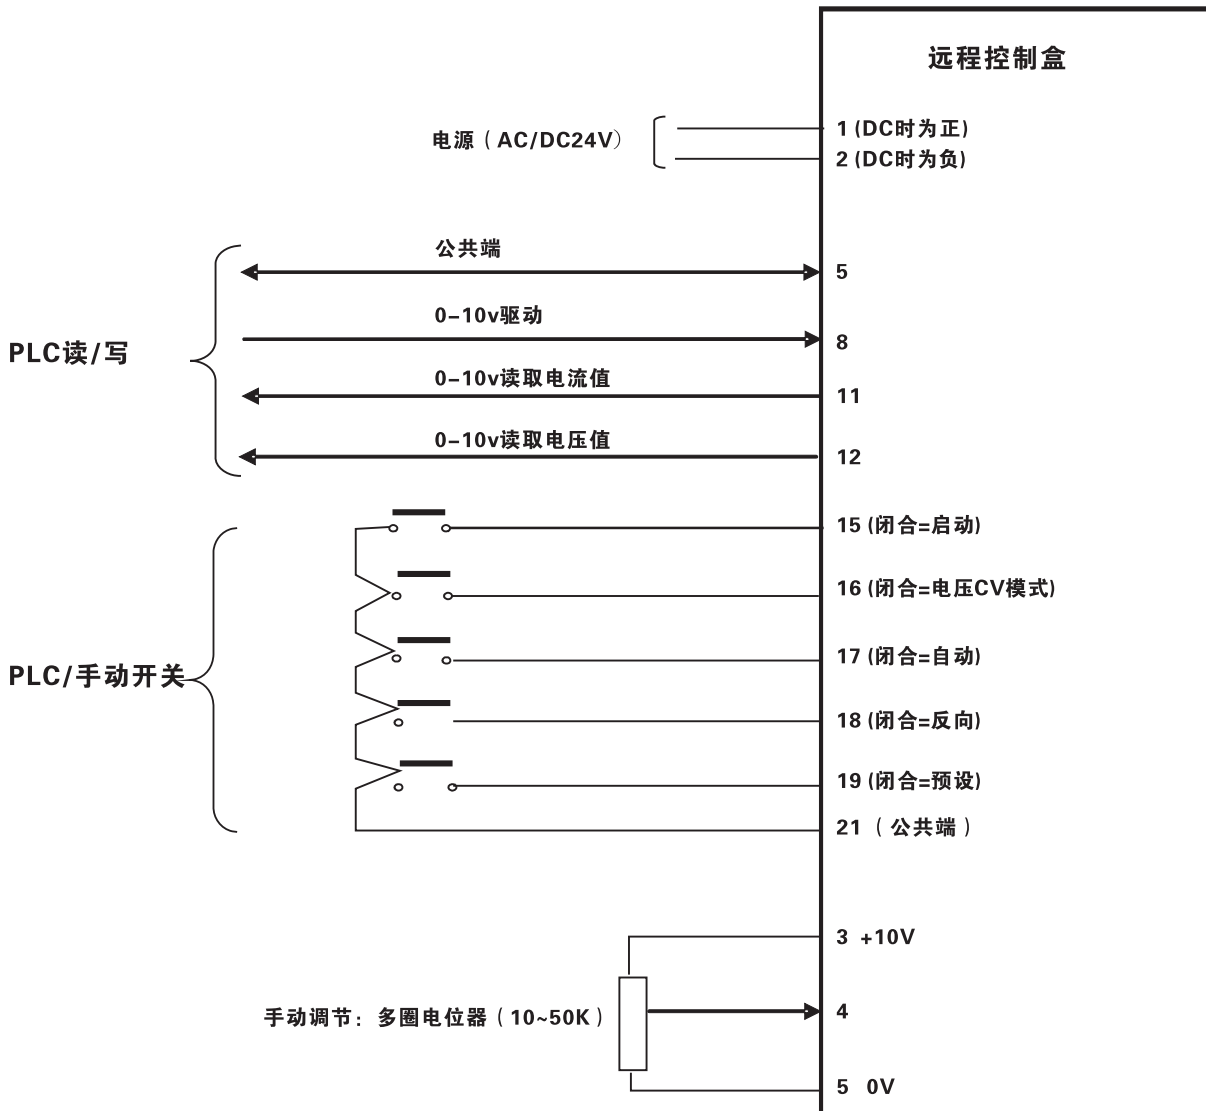 远程控制盒
电源（AC/DC24V）
1 (DC时为正)
2 (DC时为负)
公共端
5
0-10v驱动
8
PLC读/写
0-10v读取电流值
11
0-10v读取电压值
12
15 (闭合=启动)
16 (闭合=电压CV模式)
17 (闭合=自动)
PLC/手动开关
18 (闭合=反向)
19 (闭合=预设)
21 （公共端）
3 +10V
手动调节：多圈电位器（10~50K）
4
5 0V